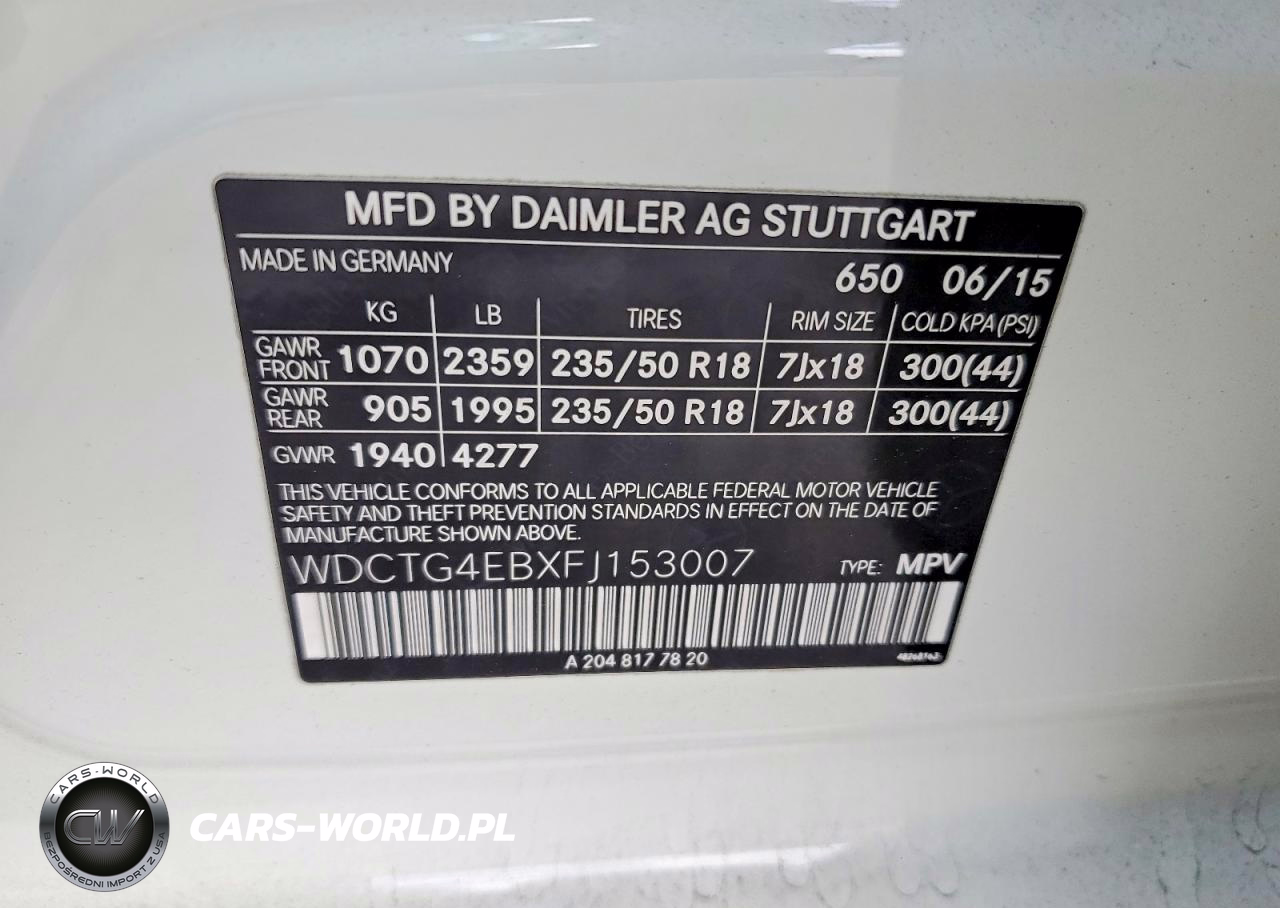 MFD BY DAIMLER AG STUTTGART
MADE IN GERMANY
650 06/15
KG LB TIRES RIM SIZE COLD KPA (PSI)
GAWR FRONT 1070 2359 235/50 R18 7Jx18 300(44)
GAWR REAR 905 1995 235/50 R18 7Jx18 300(44)
GVWR 1940 4277
THIS VEHICLE CONFORMS TO ALL APPLICABLE FEDERAL MOTOR VEHICLE
SAFETY AND THEFT PREVENTION STANDARDS IN EFFECT ON THE DATE OF
MANUFACTURE SHOWN ABOVE.
WDCTG4EBXFJ153007 TYPE: MPV
A 204 817 78 20
CARS-WORLD
CW
BEZPOŚREDNI IMPORT Z USA
CARS-WORLD.PL